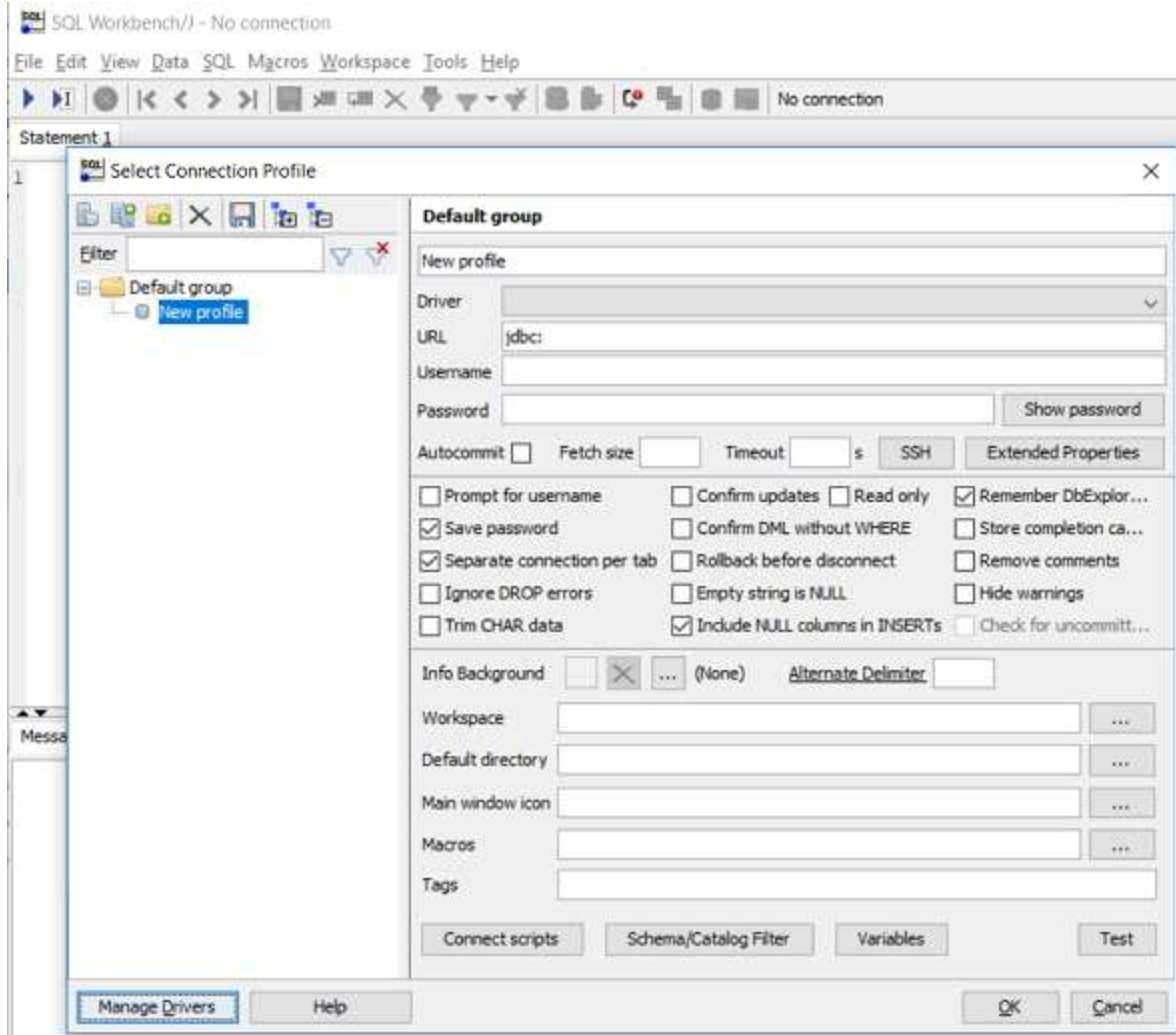 SQL Workbench/J - No connection
File Edit View Data SQL Macros Workspace Tools Help
No connection
Statement 1
1
Select Connection Profile
Default group
Filter
New profile
Default group
New profile
Driver
URL jdbc:
Username
Password Show password
Autocommit Fetch size Timeout s SSH Extended Properties
Prompt for username Confirm updates Read only Remember DbExplor...
Save password Confirm DML without WHERE Store completion ca...
Separate connection per tab Rollback before disconnect Remove comments
Ignore DROP errors Empty string is NULL Hide warnings
Trim CHAR data Include NULL columns in INSERTs Check for uncommitt...
Info Background ... (None) Alternate Delimiter
Workspace ...
Messa
Default directory ...
Main window icon ...
Macros ...
Tags
Connect scripts Schema/Catalog Filter Variables Test
Manage Drivers Help OK Cancel